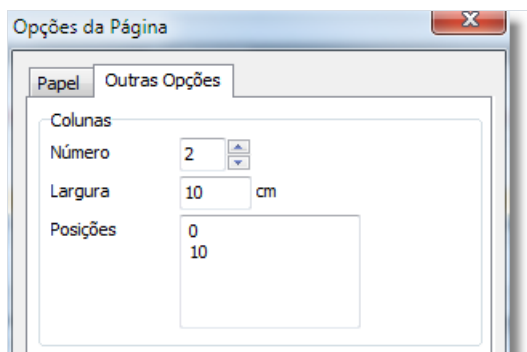 Opções da Página
Papel
Outras Opções
Colunas
Número 2
Largura 10 cm
Posições 0
10